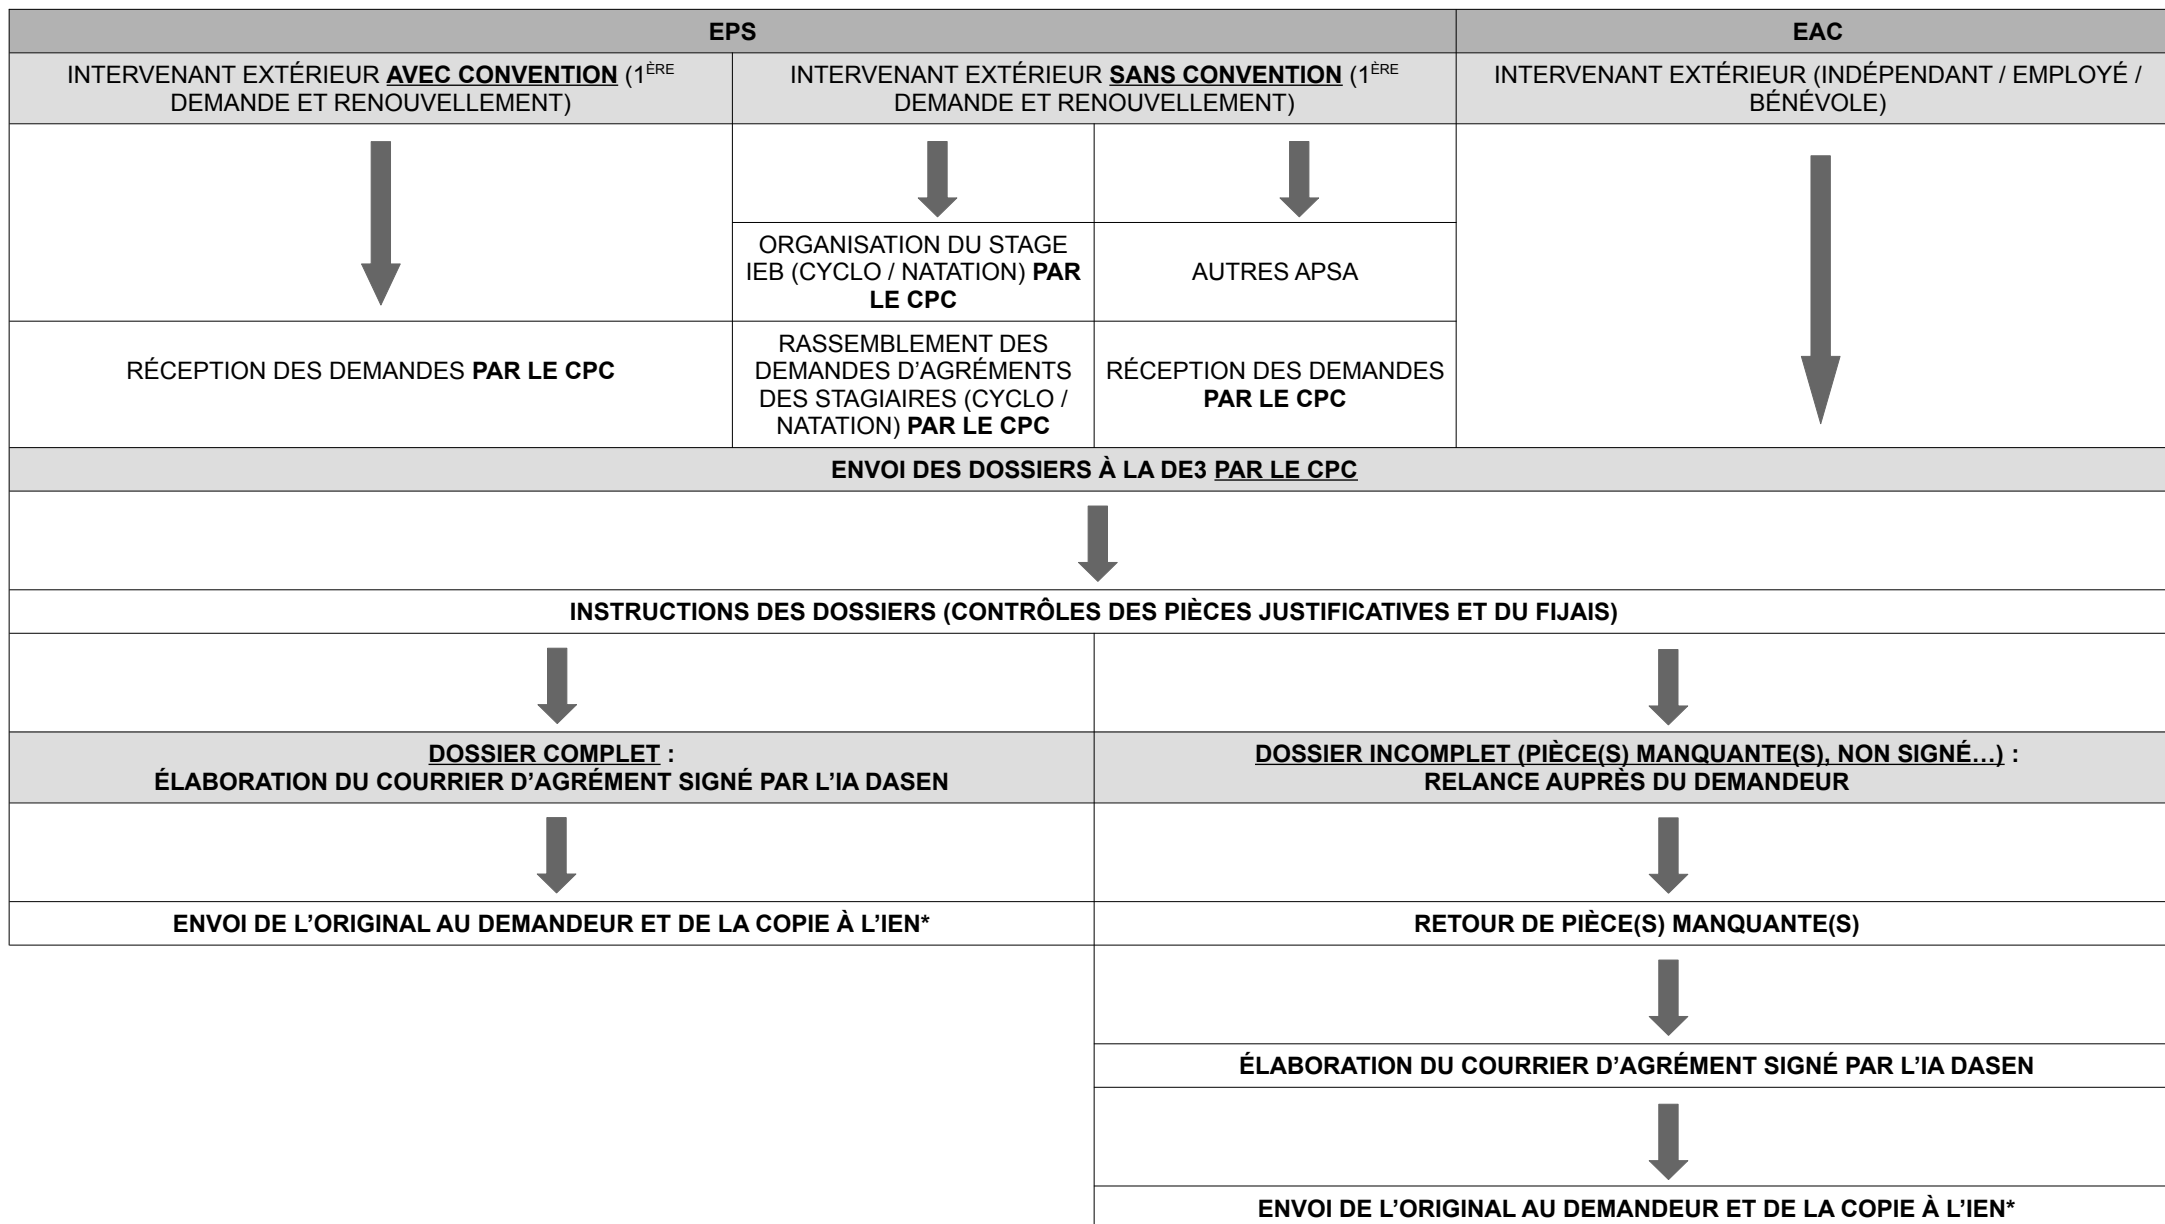 EPS
EAC
INTERVENANT EXTÉRIEUR AVEC CONVENTION (1ÈRE
DEMANDE ET RENOUVELLEMENT)
INTERVENANT EXTÉRIEUR SANS CONVENTION (1ÈRE
DEMANDE ET RENOUVELLEMENT)
INTERVENANT EXTÉRIEUR (INDÉPENDANT / EMPLOYÉ /
BÉNÉVOLE)
ORGANISATION DU STAGE
IEB (CYCLO / NATATION) PAR
LE CPC
AUTRES APSA
RÉCEPTION DES DEMANDES PAR LE CPC
RASSEMBLEMENT DES
DEMANDES D’AGRÉMENTS
DES STAGIAIRES (CYCLO /
NATATION) PAR LE CPC
RÉCEPTION DES DEMANDES
PAR LE CPC
ENVOI DES DOSSIERS À LA DE3 PAR LE CPC
INSTRUCTIONS DES DOSSIERS (CONTRÔLES DES PIÈCES JUSTIFICATIVES ET DU FIJAIS)
DOSSIER COMPLET :
ÉLABORATION DU COURRIER D’AGRÉMENT SIGNÉ PAR L’IA DASEN
DOSSIER INCOMPLET (PIÈCE(S) MANQUANTE(S), NON SIGNÉ…) :
RELANCE AUPRÈS DU DEMANDEUR
ENVOI DE L’ORIGINAL AU DEMANDEUR ET DE LA COPIE À L’IEN*
RETOUR DE PIÈCE(S) MANQUANTE(S)
ÉLABORATION DU COURRIER D’AGRÉMENT SIGNÉ PAR L’IA DASEN
ENVOI DE L’ORIGINAL AU DEMANDEUR ET DE LA COPIE À L’IEN*